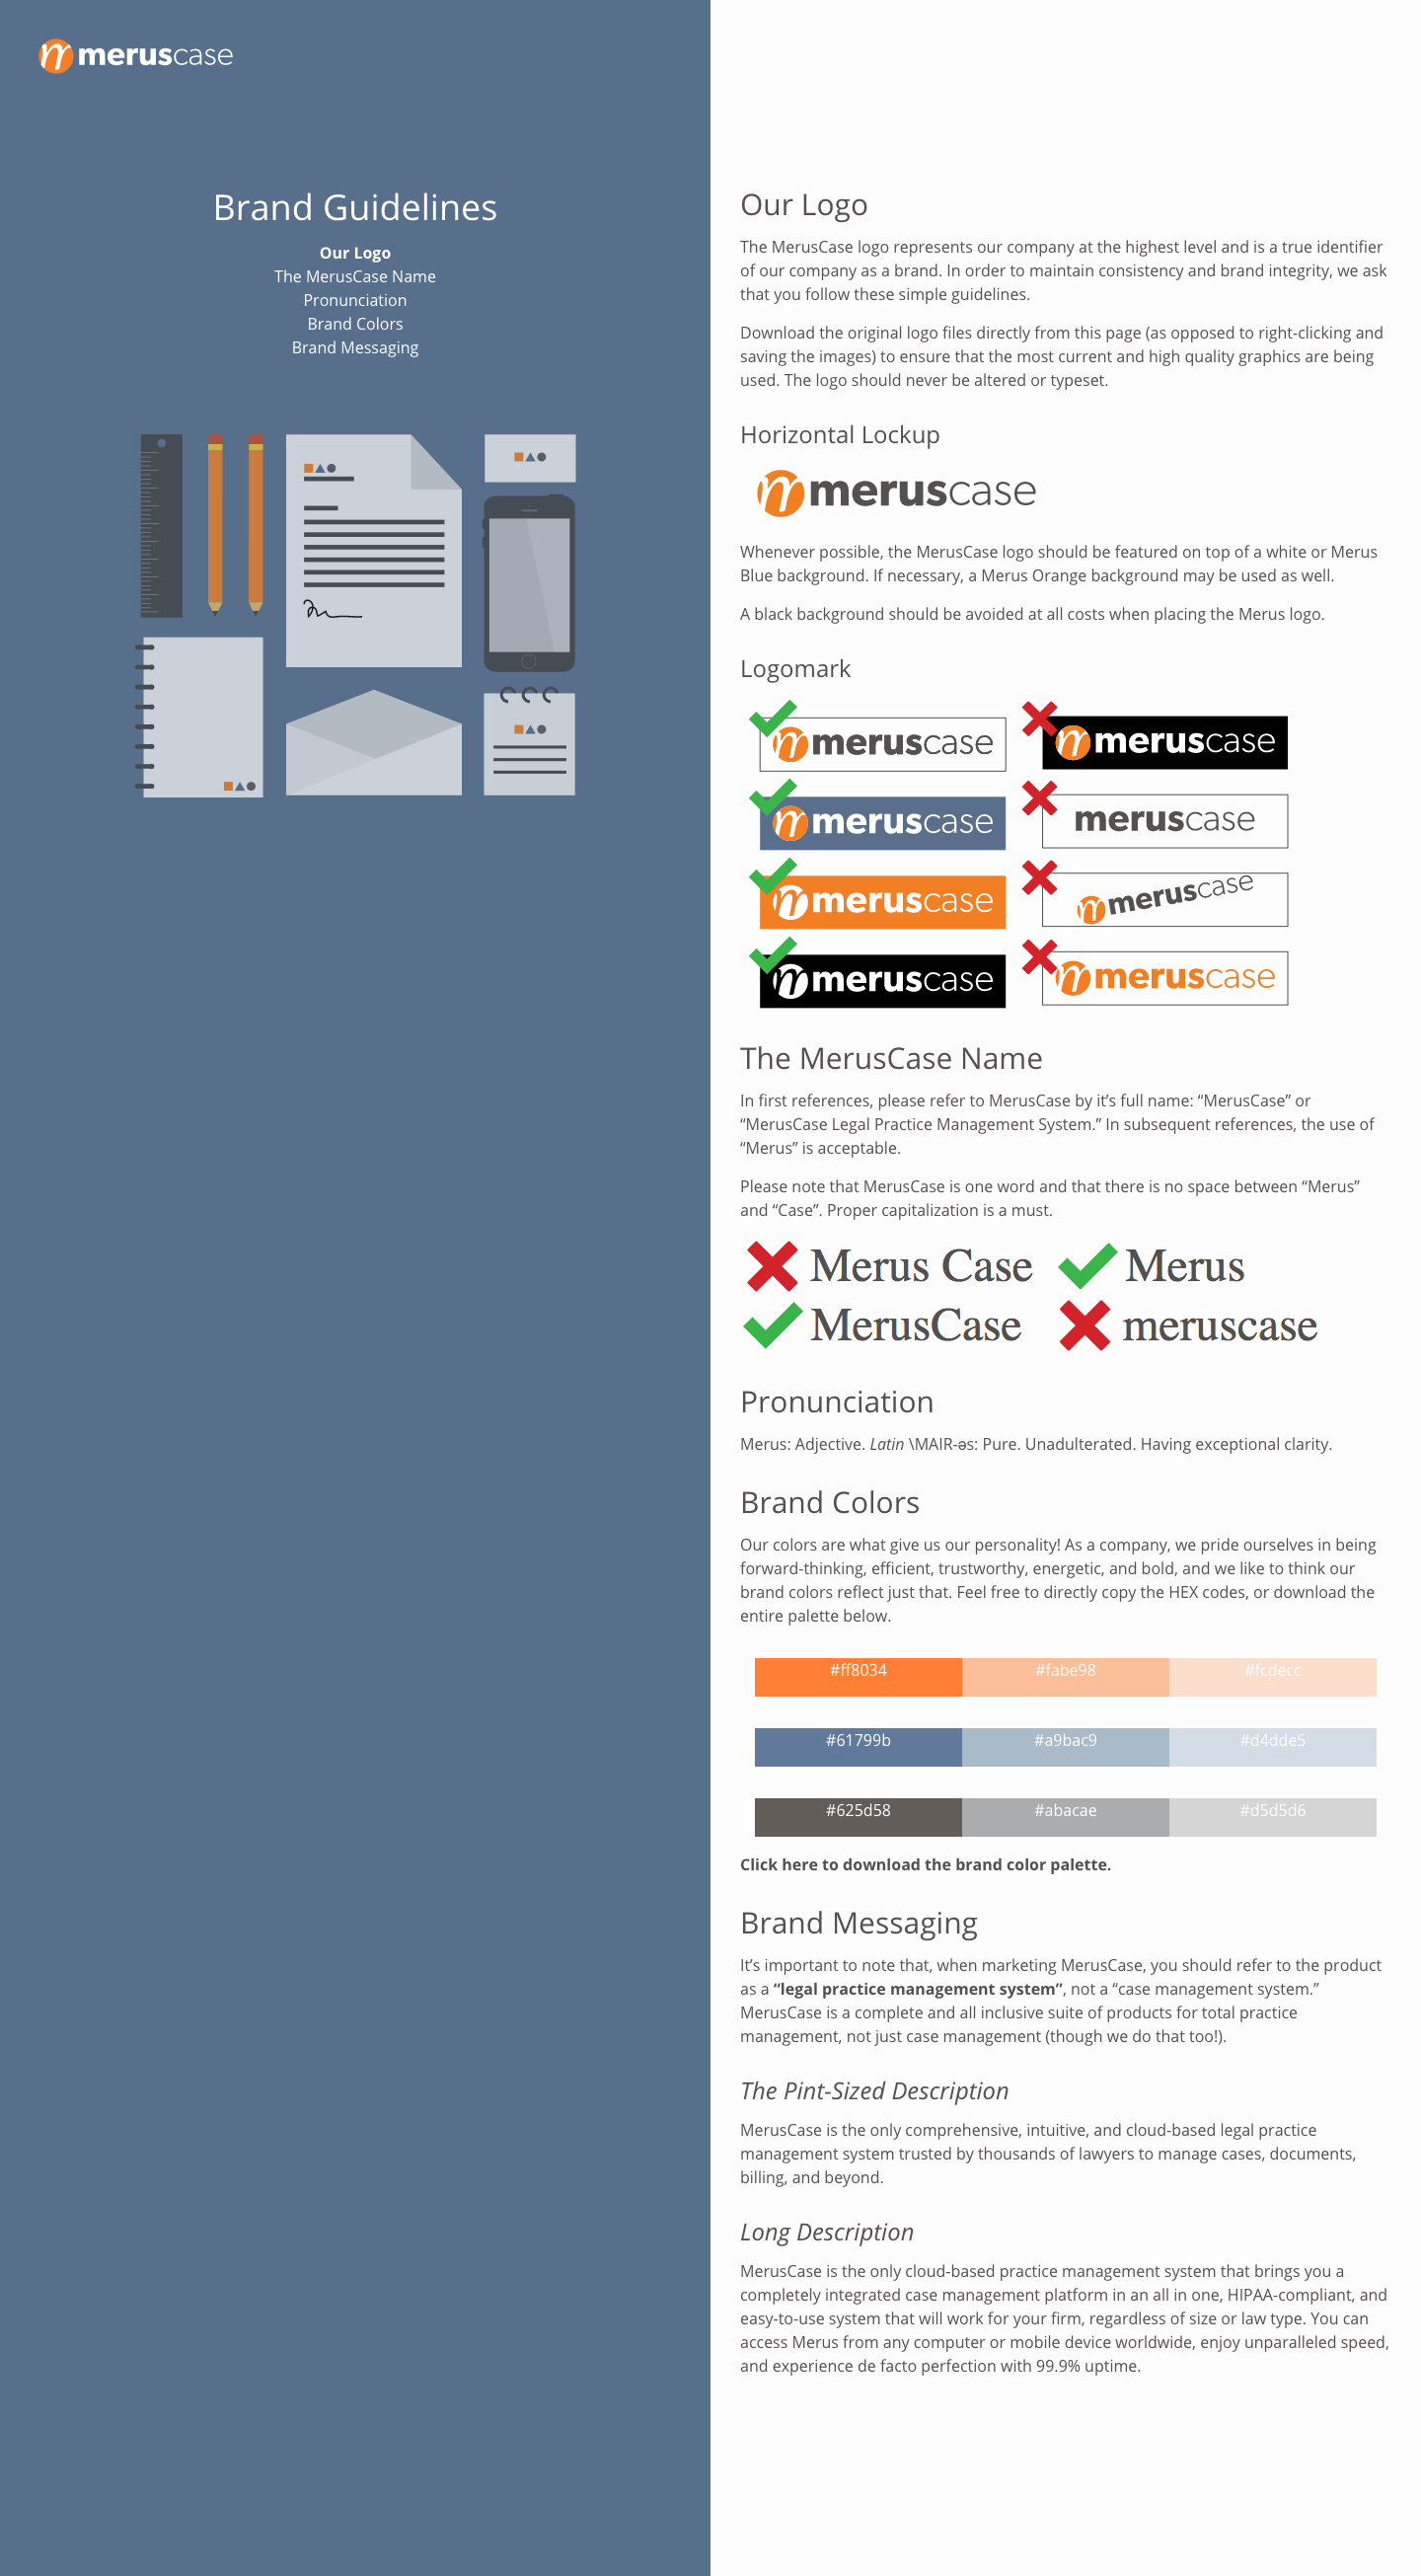 meruscase
Brand Guidelines
Our Logo
The MerusCase Name
Pronunciation
Brand Colors
Brand Messaging
Our Logo
The MerusCase logo represents our company at the highest level and is a true identifier
of our company as a brand. In order to maintain consistency and brand integrity, we ask
that you follow these simple guidelines.
Download the original logo files directly from this page (as opposed to right-clicking and
saving the images) to ensure that the most current and high quality graphics are being
used. The logo should never be altered or typeset.
Horizontal Lockup
meruscase
Whenever possible, the MerusCase logo should be featured on top of a white or Merus
Blue background. If necessary, a Merus Orange background may be used as well.
A black background should be avoided at all costs when placing the Merus logo.
Logomark
meruscase meruscase
meruscase meruscase
meruscase meruscase
meruscase meruscase
The MerusCase Name
In first references, please refer to MerusCase by it’s full name: “MerusCase” or
“MerusCase Legal Practice Management System.” In subsequent references, the use of
“Merus” is acceptable.
Please note that MerusCase is one word and that there is no space between “Merus”
and “Case”. Proper capitalization is a must.
Merus Case Merus
MerusCase meruscase
Pronunciation
Merus: Adjective. Latin \MAIR-əs: Pure. Unadulterated. Having exceptional clarity.
Brand Colors
Our colors are what give us our personality! As a company, we pride ourselves in being
forward-thinking, efficient, trustworthy, energetic, and bold, and we like to think our
brand colors reflect just that. Feel free to directly copy the HEX codes, or download the
entire palette below.
#ff8034 #fabe98 #fcdecc
#61799b #a9bac9 #d4dde5
#625d58 #abacae #d5d5d6
Click here to download the brand color palette.
Brand Messaging
It’s important to note that, when marketing MerusCase, you should refer to the product
as a “legal practice management system”, not a “case management system.”
MerusCase is a complete and all inclusive suite of products for total practice
management, not just case management (though we do that too!).
The Pint-Sized Description
MerusCase is the only comprehensive, intuitive, and cloud-based legal practice
management system trusted by thousands of lawyers to manage cases, documents,
billing, and beyond.
Long Description
MerusCase is the only cloud-based practice management system that brings you a
completely integrated case management platform in an all in one, HIPAA-compliant, and
easy-to-use system that will work for your firm, regardless of size or law type. You can
access Merus from any computer or mobile device worldwide, enjoy unparalleled speed,
and experience de facto perfection with 99.9% uptime.